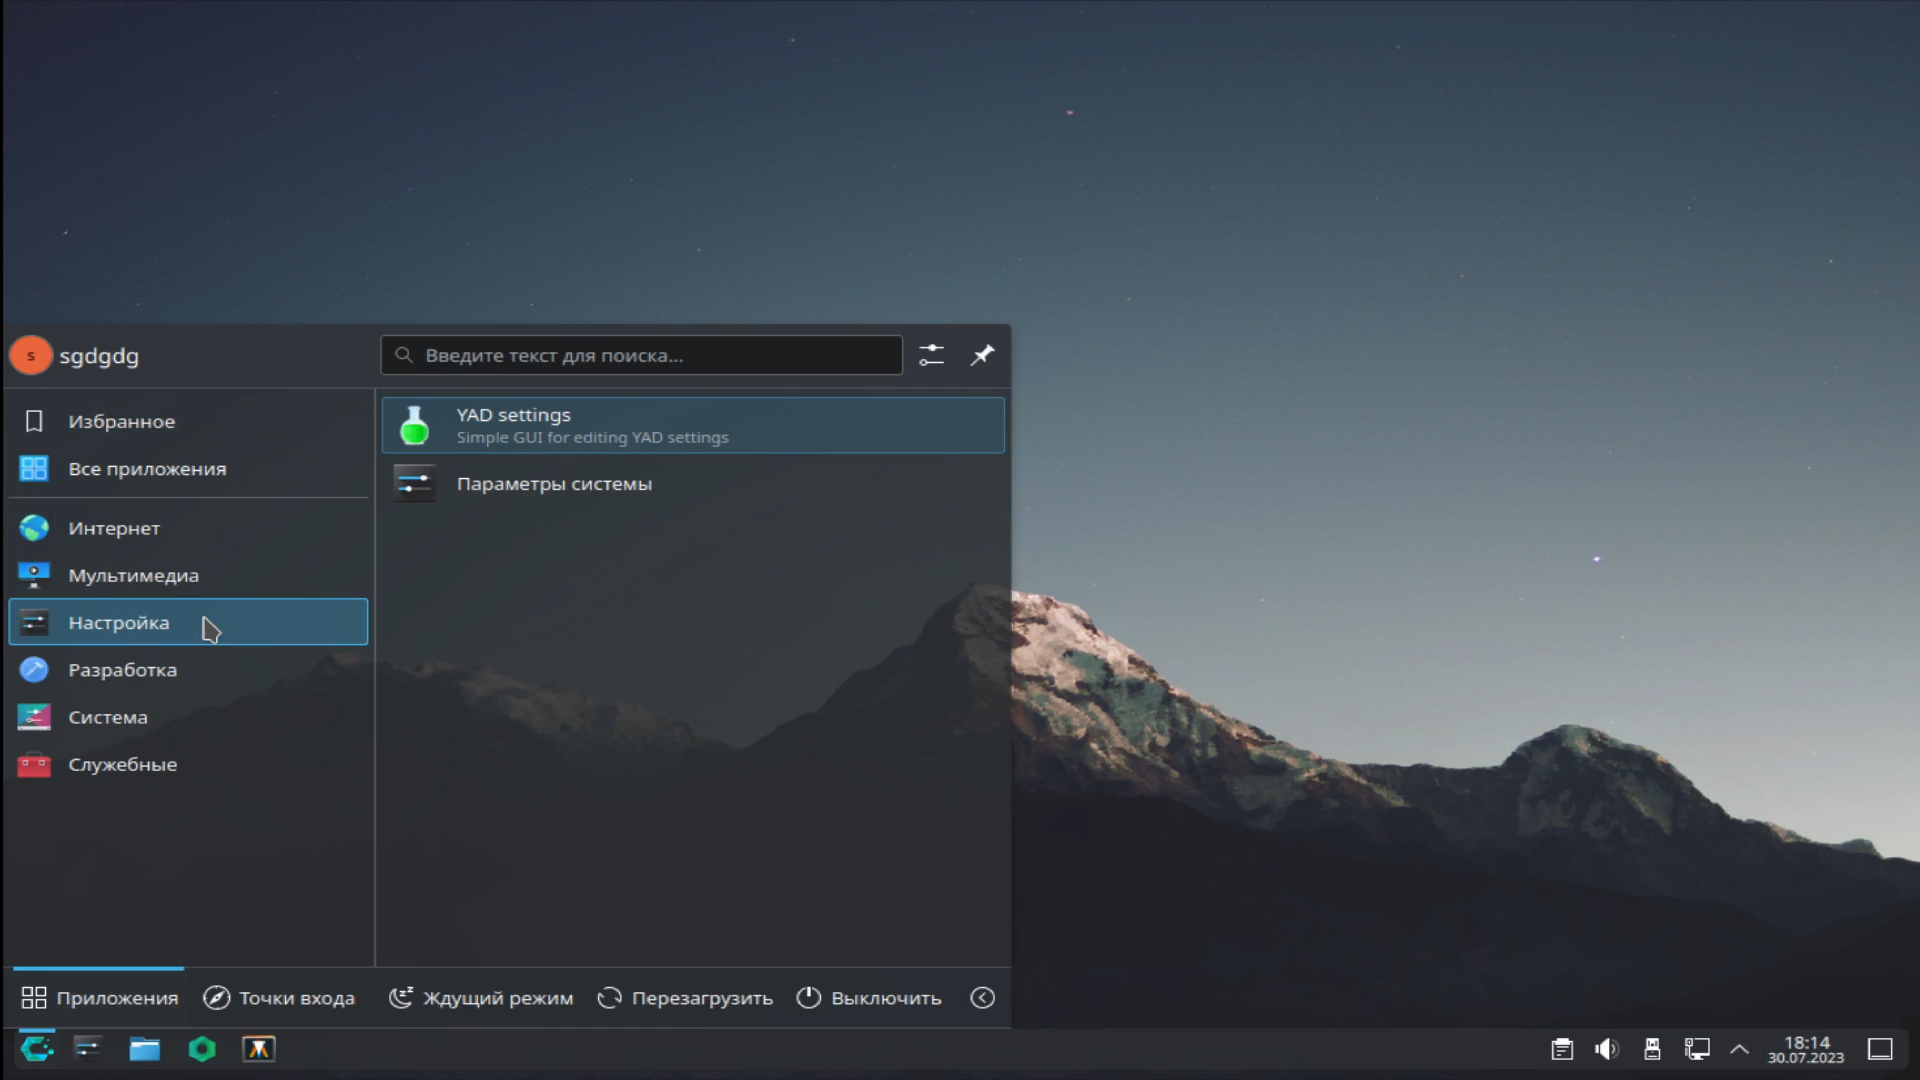 s
sgdgdg
Введите текст для поиска...
Избранное
Все приложения
Интернет
Мультимедиа
Настройка
Разработка
Система
Служебные
YAD settings
Simple GUI for editing YAD settings
Параметры системы
Приложения
Точки входа
Ждущий режим
Перезагрузить
Выключить
18:14
30.07.2023